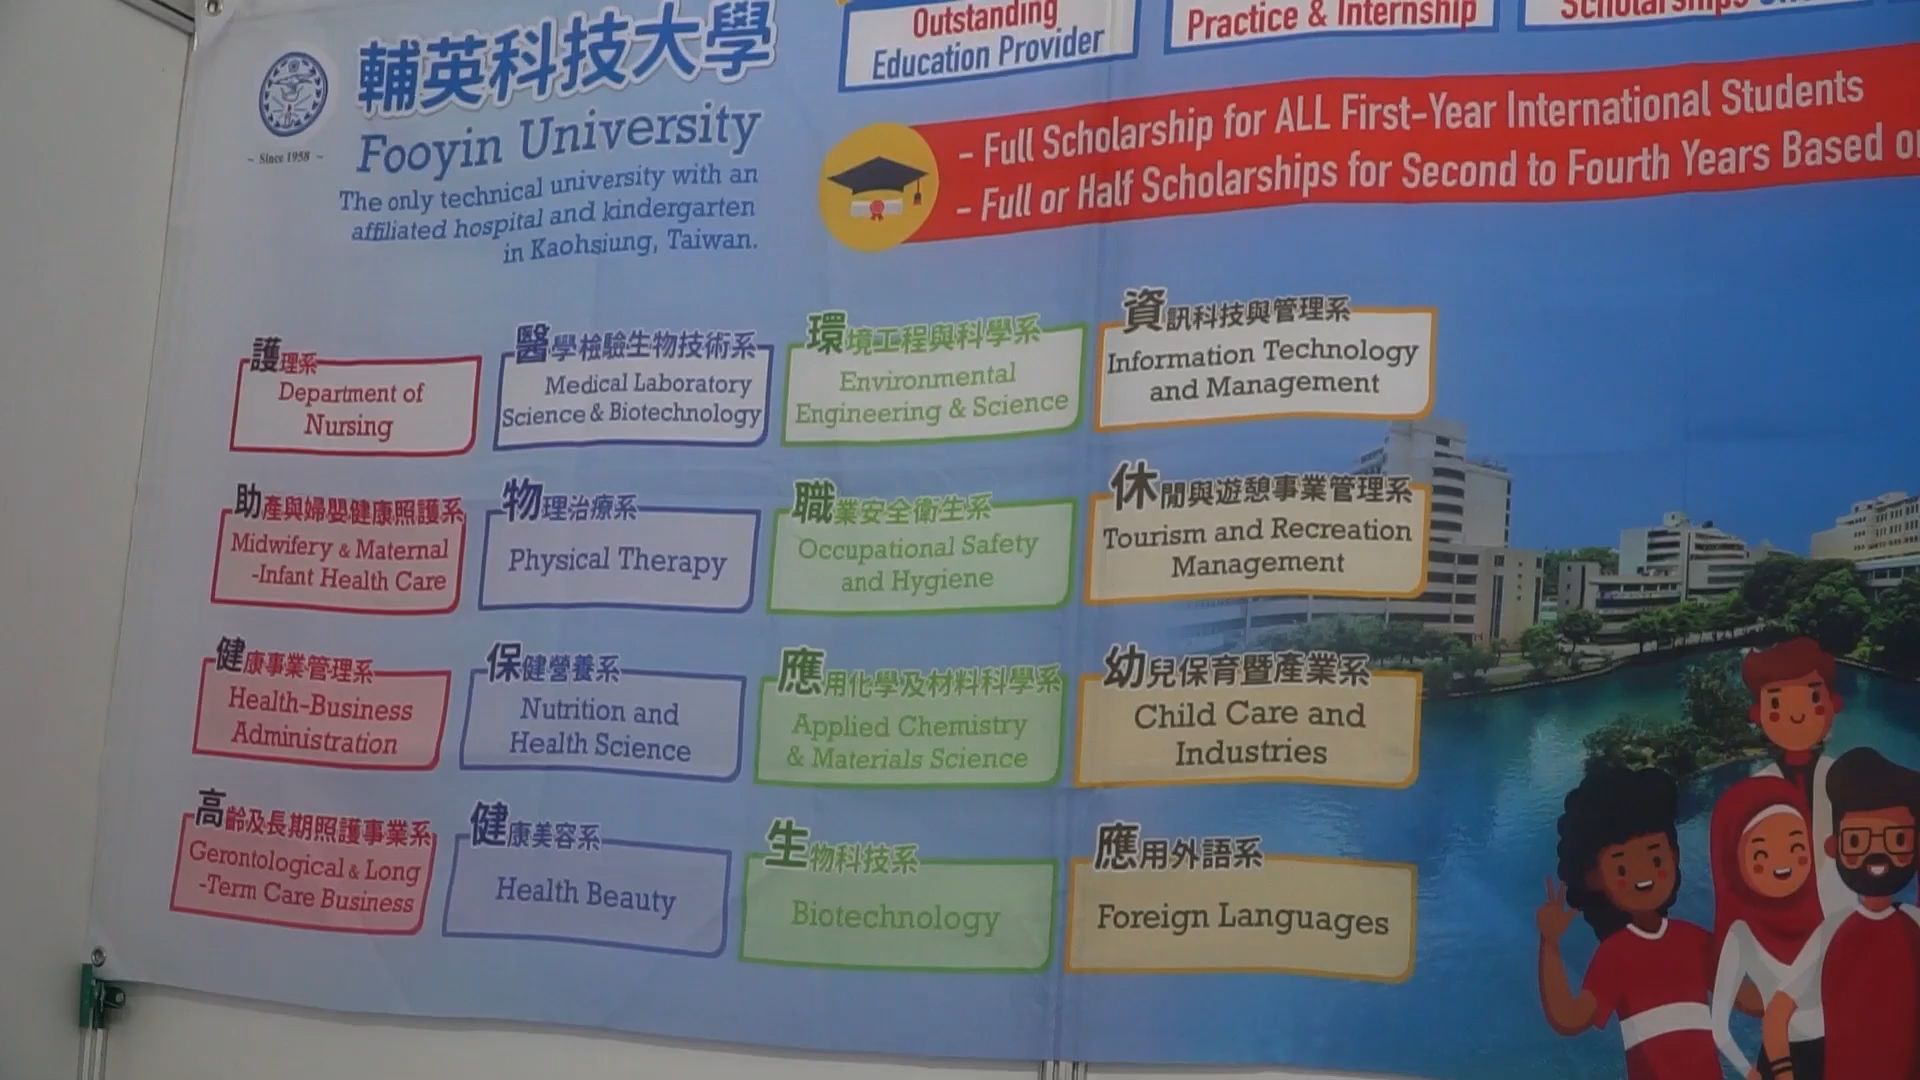 輔英科技大學
Fooyin University
~ Since 1958 ~
The only technical university with an
affiliated hospital and kindergarten
in Kaohsiung, Taiwan.
Outstanding
Education Provider
Practice & Internship
Scholarships
- Full Scholarship for ALL First-Year International Students
- Full or Half Scholarships for Second to Fourth Years Based
護理系
Department of
Nursing
醫學檢驗生物技術系
Medical Laboratory
Science & Biotechnology
環境工程與科學系
Environmental
Engineering & Science
資訊科技與管理系
Information Technology
and Management
助產與婦嬰健康照護系
Midwifery & Maternal
-Infant Health Care
物理治療系
Physical Therapy
職業安全衛生系
Occupational Safety
and Hygiene
休閒與遊憩事業管理系
Tourism and Recreation
Management
健康事業管理系
Health-Business
Administration
保健營養系
Nutrition and
Health Science
應用化學及材料科學系
Applied Chemistry
& Materials Science
幼兒保育暨產業系
Child Care and
Industries
高齡及長期照護事業系
Gerontological & Long
-Term Care Business
健康美容系
Health Beauty
生物科技系
Biotechnology
應用外語系
Foreign Languages